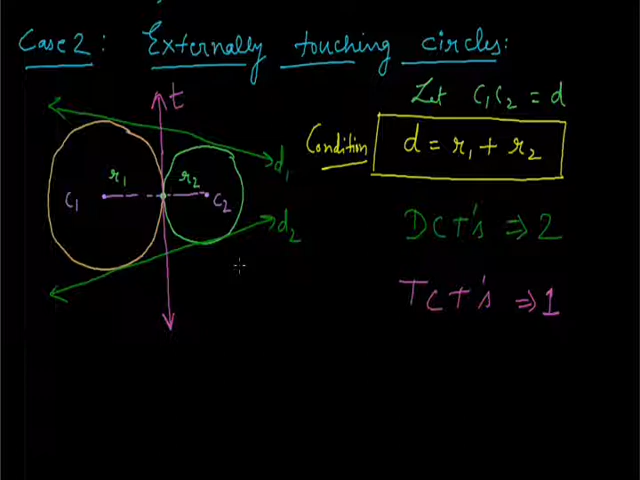 Case 2: Externally touching circles:
t
Let C₁C₂ = d
Condition d = r₁ + r₂
d₁
r₁ r₂
C₁ C₂
DCT's ⇒ 2
d₂
TCT's ⇒ 1